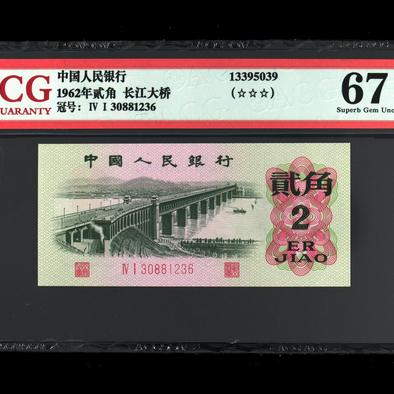 CG
GUARANTY
中国人民银行
1962年贰角 长江大桥
冠号: Ⅳ Ⅰ 30881236
13395039
(☆☆☆)
67
Superb Gem Unc
中國人民銀行
貳角
2
ER
JIAO
Ⅳ Ⅰ 30881236